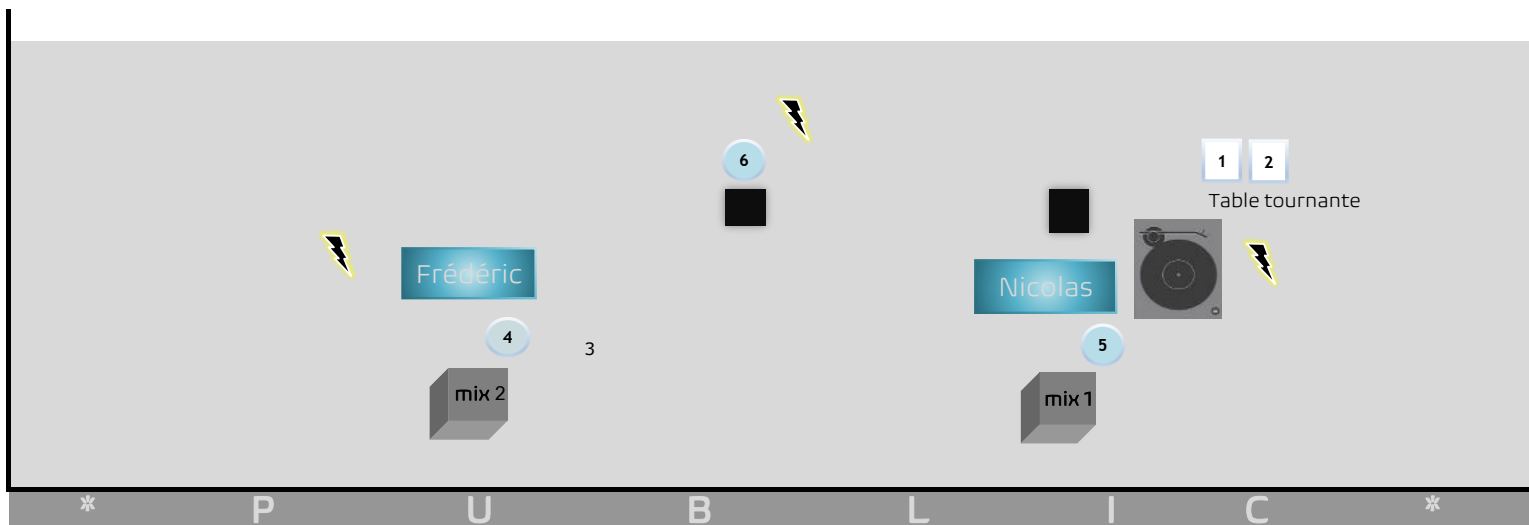 6
1 2
Table tournante
Frédéric
Nicolas
4
3
5
mix 2
mix 1
* P U B L I C *